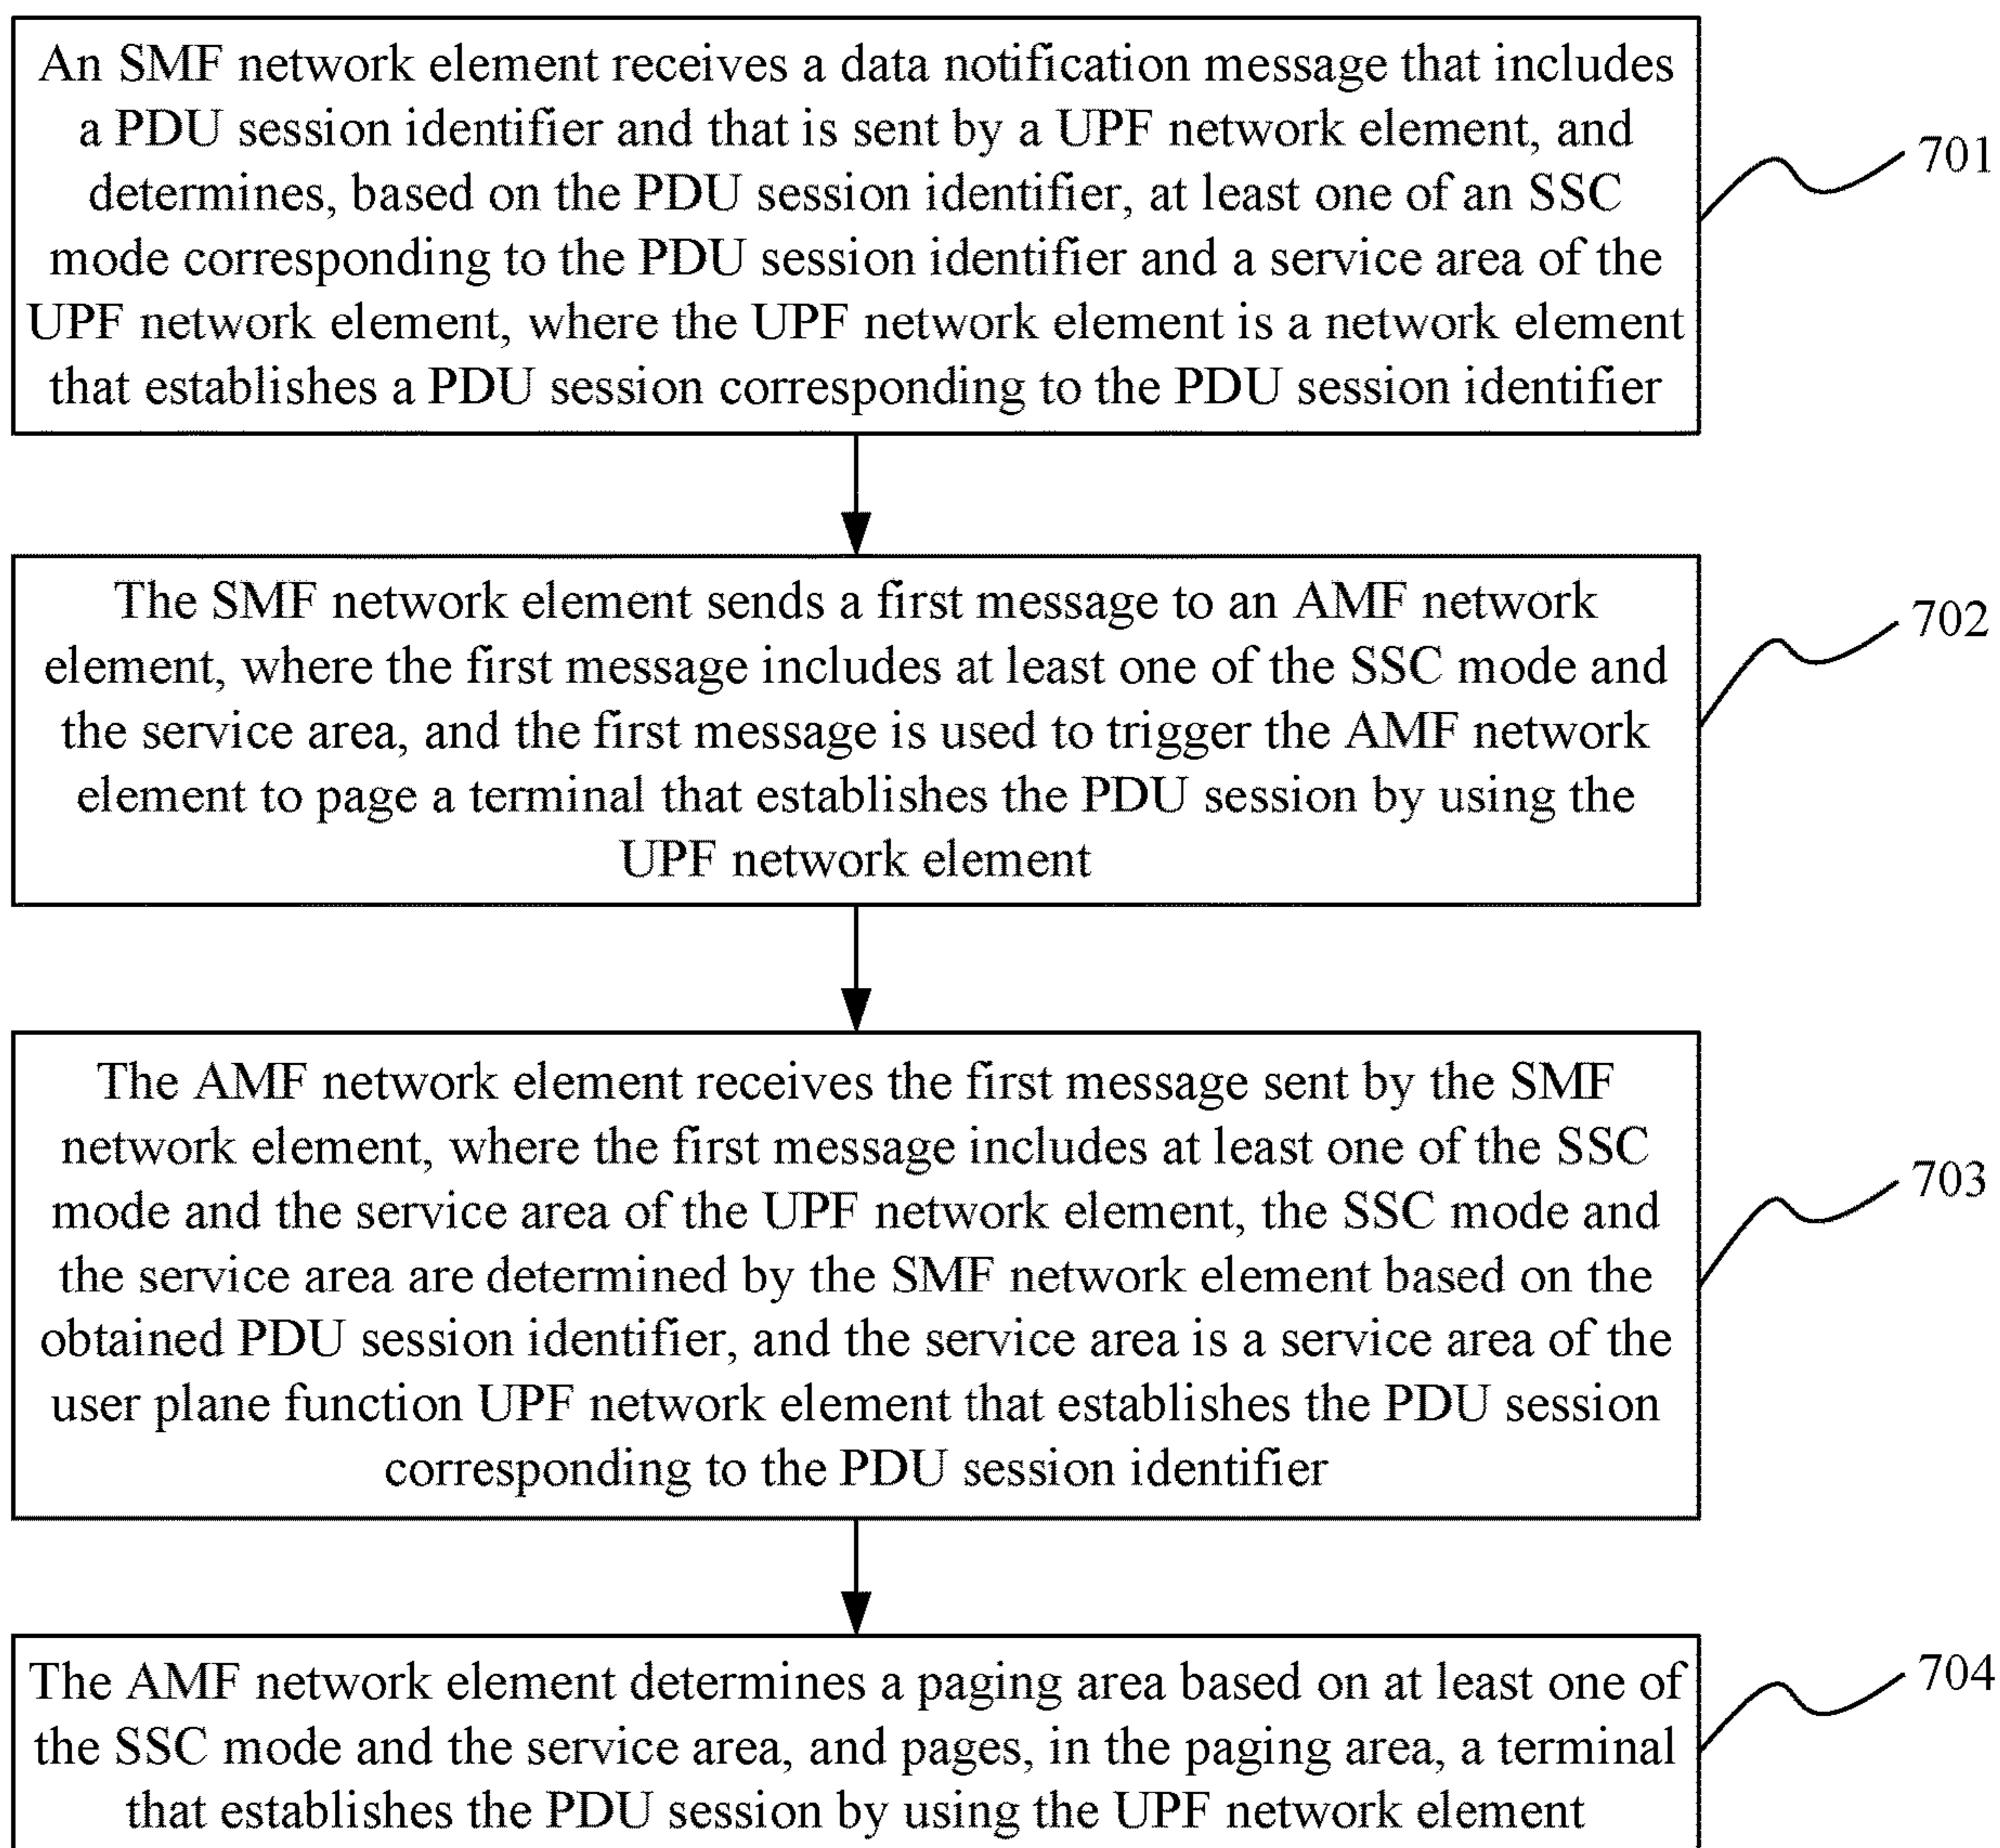 An SMF network element receives a data notification message that includes
a PDU session identifier and that is sent by a UPF network element, and
determines, based on the PDU session identifier, at least one of an SSC
mode corresponding to the PDU session identifier and a service area of the
UPF network element, where the UPF network element is a network element
that establishes a PDU session corresponding to the PDU session identifier
701
The SMF network element sends a first message to an AMF network
element, where the first message includes at least one of the SSC mode and
the service area, and the first message is used to trigger the AMF network
element to page a terminal that establishes the PDU session by using the
UPF network element
702
The AMF network element receives the first message sent by the SMF
network element, where the first message includes at least one of the SSC
mode and the service area of the UPF network element, the SSC mode and
the service area are determined by the SMF network element based on the
obtained PDU session identifier, and the service area is a service area of the
user plane function UPF network element that establishes the PDU session
corresponding to the PDU session identifier
703
The AMF network element determines a paging area based on at least one of
the SSC mode and the service area, and pages, in the paging area, a terminal
that establishes the PDU session by using the UPF network element
704